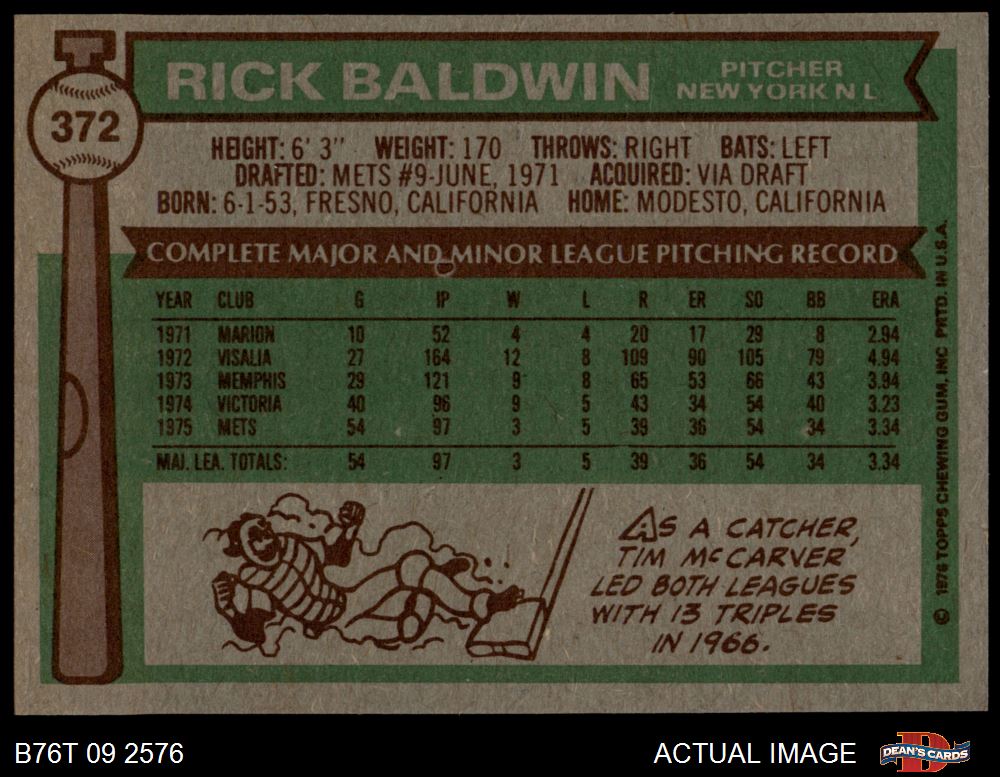 372
RICK BALDWIN
PITCHER
NEW YORK N L
HEIGHT: 6' 3" WEIGHT: 170 THROWS: RIGHT BATS: LEFT
DRAFTED: METS #9-JUNE, 1971 ACQUIRED: VIA DRAFT
BORN: 6-1-53, FRESNO, CALIFORNIA HOME: MODESTO, CALIFORNIA
COMPLETE MAJOR AND MINOR LEAGUE PITCHING RECORD
YEAR CLUB G IP W L R ER SO BB ERA
1971 MARION 10 52 4 4 20 17 29 8 2.94
1972 VISALIA 27 164 12 8 109 90 105 79 4.94
1973 MEMPHIS 29 121 9 8 65 53 66 43 3.94
1974 VICTORIA 40 96 9 5 43 34 54 40 3.23
1975 METS 54 97 3 5 39 36 54 34 3.34
MAJ. LEA. TOTALS: 54 97 3 5 39 36 54 34 3.34
AS A CATCHER,
TIM McCARVER
LED BOTH LEAGUES
WITH 13 TRIPLES
IN 1966.
© 1976 TOPPS CHEWING GUM, INC PRTD. IN U.S.A.
B76T 09 2576
ACTUAL IMAGE
DEAN'S CARDS